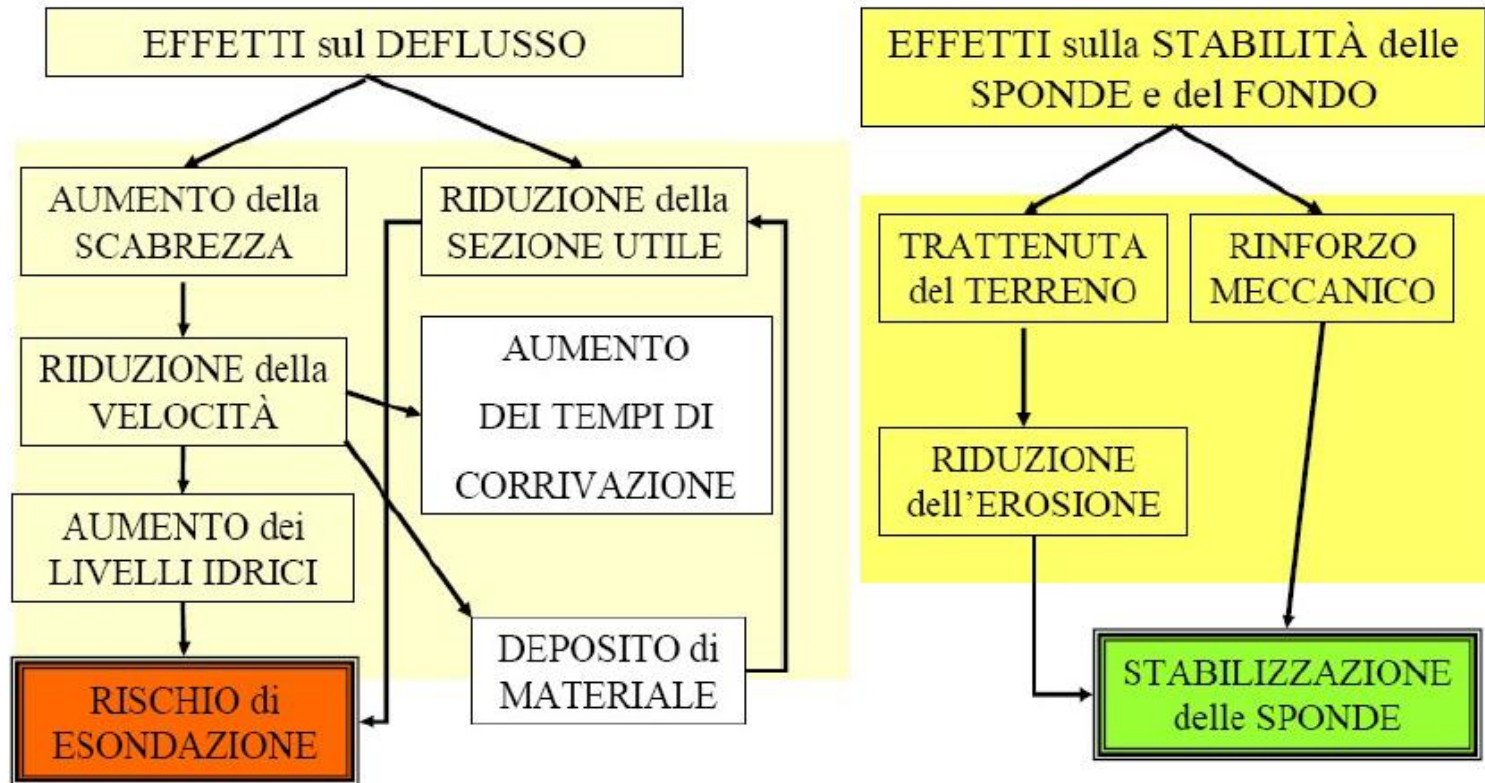 EFFETTI sul DEFLUSSO
AUMENTO della
SCABREZZA
RIDUZIONE della
SEZIONE UTILE
RIDUZIONE della
VELOCITÀ
AUMENTO
DEI TEMPI DI
CORRIVAZIONE
AUMENTO dei
LIVELLI IDRICI
DEPOSITO di
MATERIALE
RISCHIO di
ESONDAZIONE
EFFETTI sulla STABILITÀ delle
SPONDE e del FONDO
TRATTENUTA
del TERRENO
RINFORZO
MECCANICO
RIDUZIONE
dell’EROSIONE
STABILIZZAZIONE
delle SPONDE